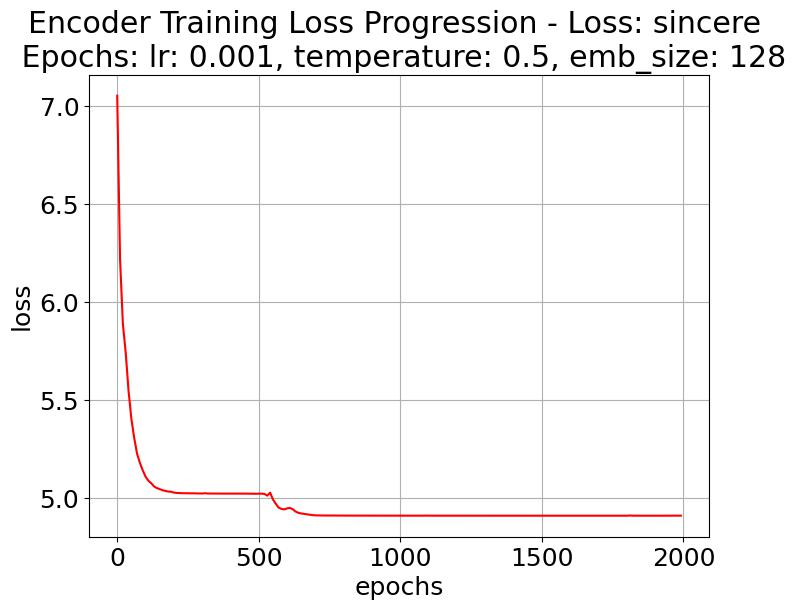 Encoder Training Loss Progression - Loss: sincere
Epochs: lr: 0.001, temperature: 0.5, emb_size: 128
7.0
6.5
6.0
5.5
5.0
loss
0 500 1000 1500 2000
epochs